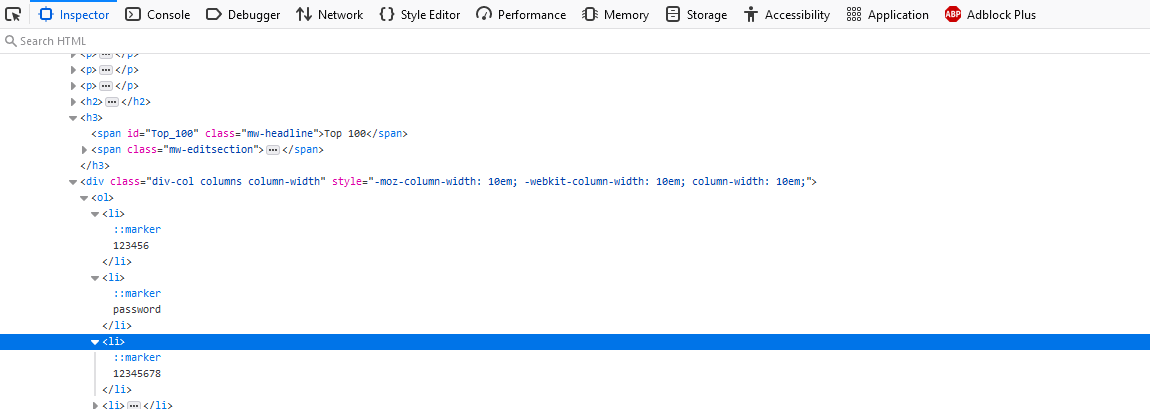 Inspector Console Debugger Network Style Editor Performance Memory Storage Accessibility Application ABP Adblock Plus
Search HTML
<p>···</p>
<p>···</p>
<p>···</p>
<h2>···</h2>
<h3>
<span id="Top_100" class="mw-headline">Top 100</span>
<span class="mw-editsection">···</span>
</h3>
<div class="div-col columns column-width" style="-moz-column-width: 10em; -webkit-column-width: 10em; column-width: 10em;">
<ol>
<li>
::marker
123456
</li>
<li>
::marker
password
</li>
<li>
::marker
12345678
</li>
<li>···</li>